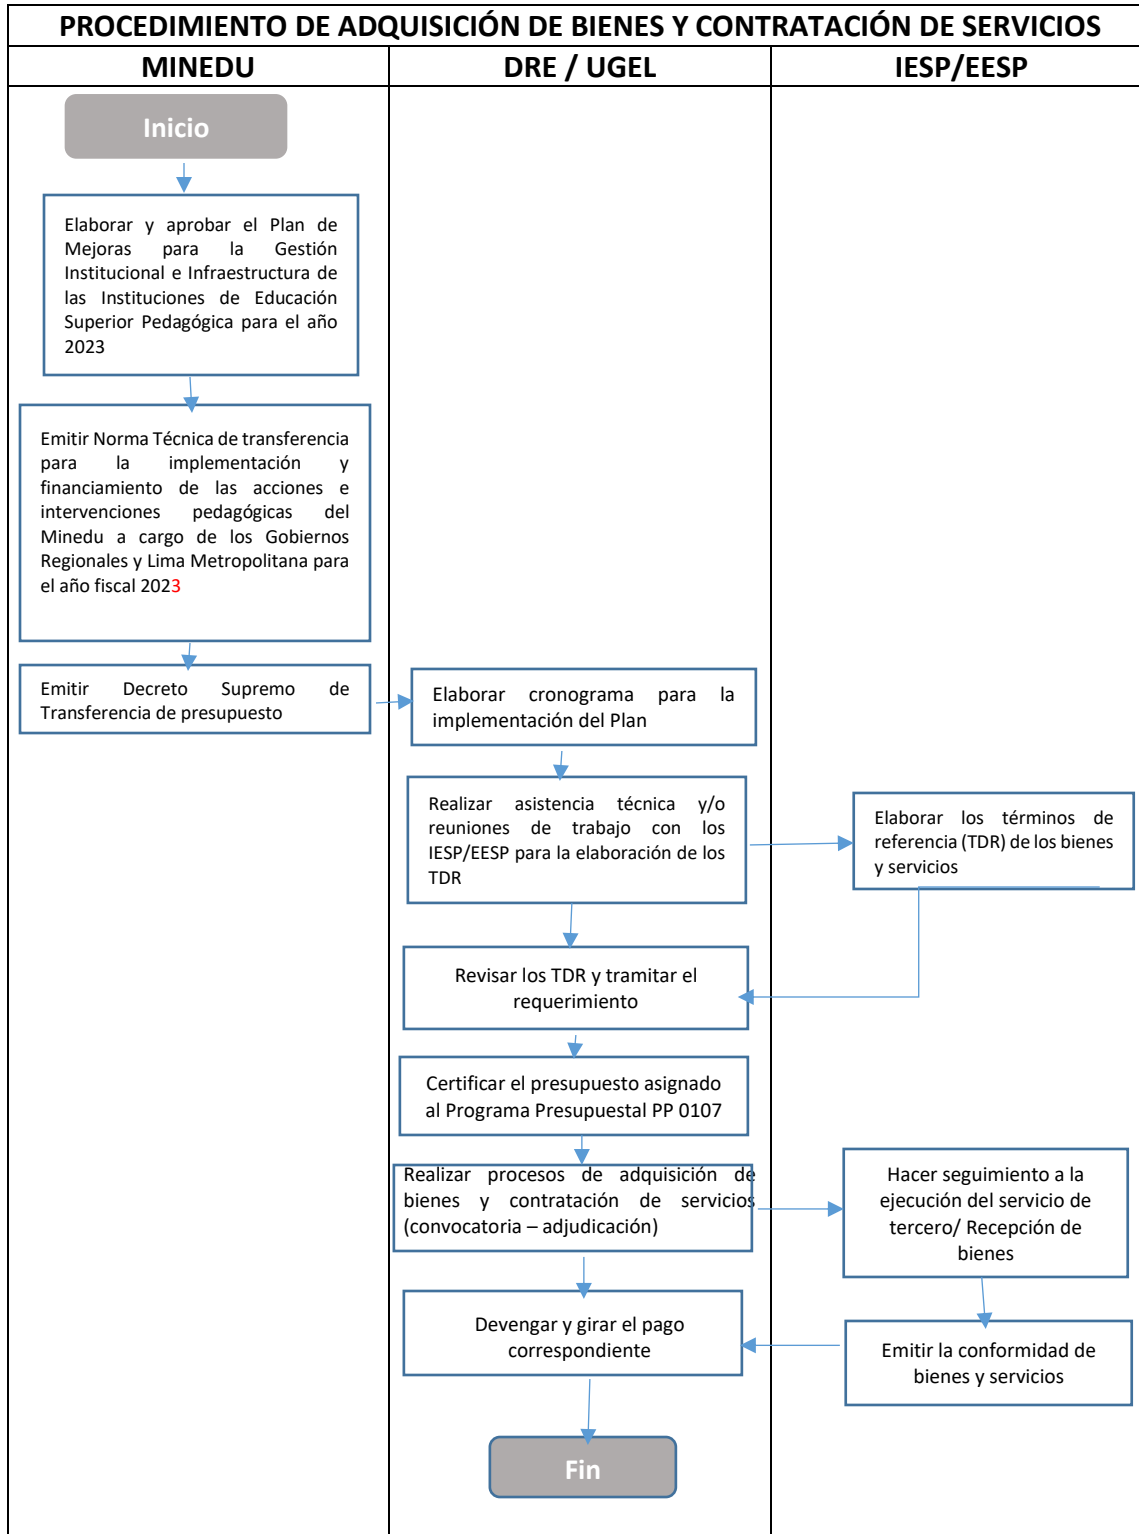 PROCEDIMIENTO DE ADQUISICIÓN DE BIENES Y CONTRATACIÓN DE SERVICIOS
MINEDU
DRE / UGEL
IESP/EESP
Inicio
Elaborar y aprobar el Plan de
Mejoras para la Gestión
Institucional e Infraestructura de
las Instituciones de Educación
Superior Pedagógica para el año
2023
Emitir Norma Técnica de transferencia
para la implementación y
financiamiento de las acciones e
intervenciones pedagógicas del
Minedu a cargo de los Gobiernos
Regionales y Lima Metropolitana para
el año fiscal 2023
Emitir Decreto Supremo de
Transferencia de presupuesto
Elaborar cronograma para la
implementación del Plan
Realizar asistencia técnica y/o
reuniones de trabajo con los
IESP/EESP para la elaboración de los
TDR
Elaborar los términos de
referencia (TDR) de los bienes
y servicios
Revisar los TDR y tramitar el
requerimiento
Certificar el presupuesto asignado
al Programa Presupuestal PP 0107
Realizar procesos de adquisición de
bienes y contratación de servicios
(convocatoria – adjudicación)
Hacer seguimiento a la
ejecución del servicio de
tercero/ Recepción de
bienes
Devengar y girar el pago
correspondiente
Emitir la conformidad de
bienes y servicios
Fin